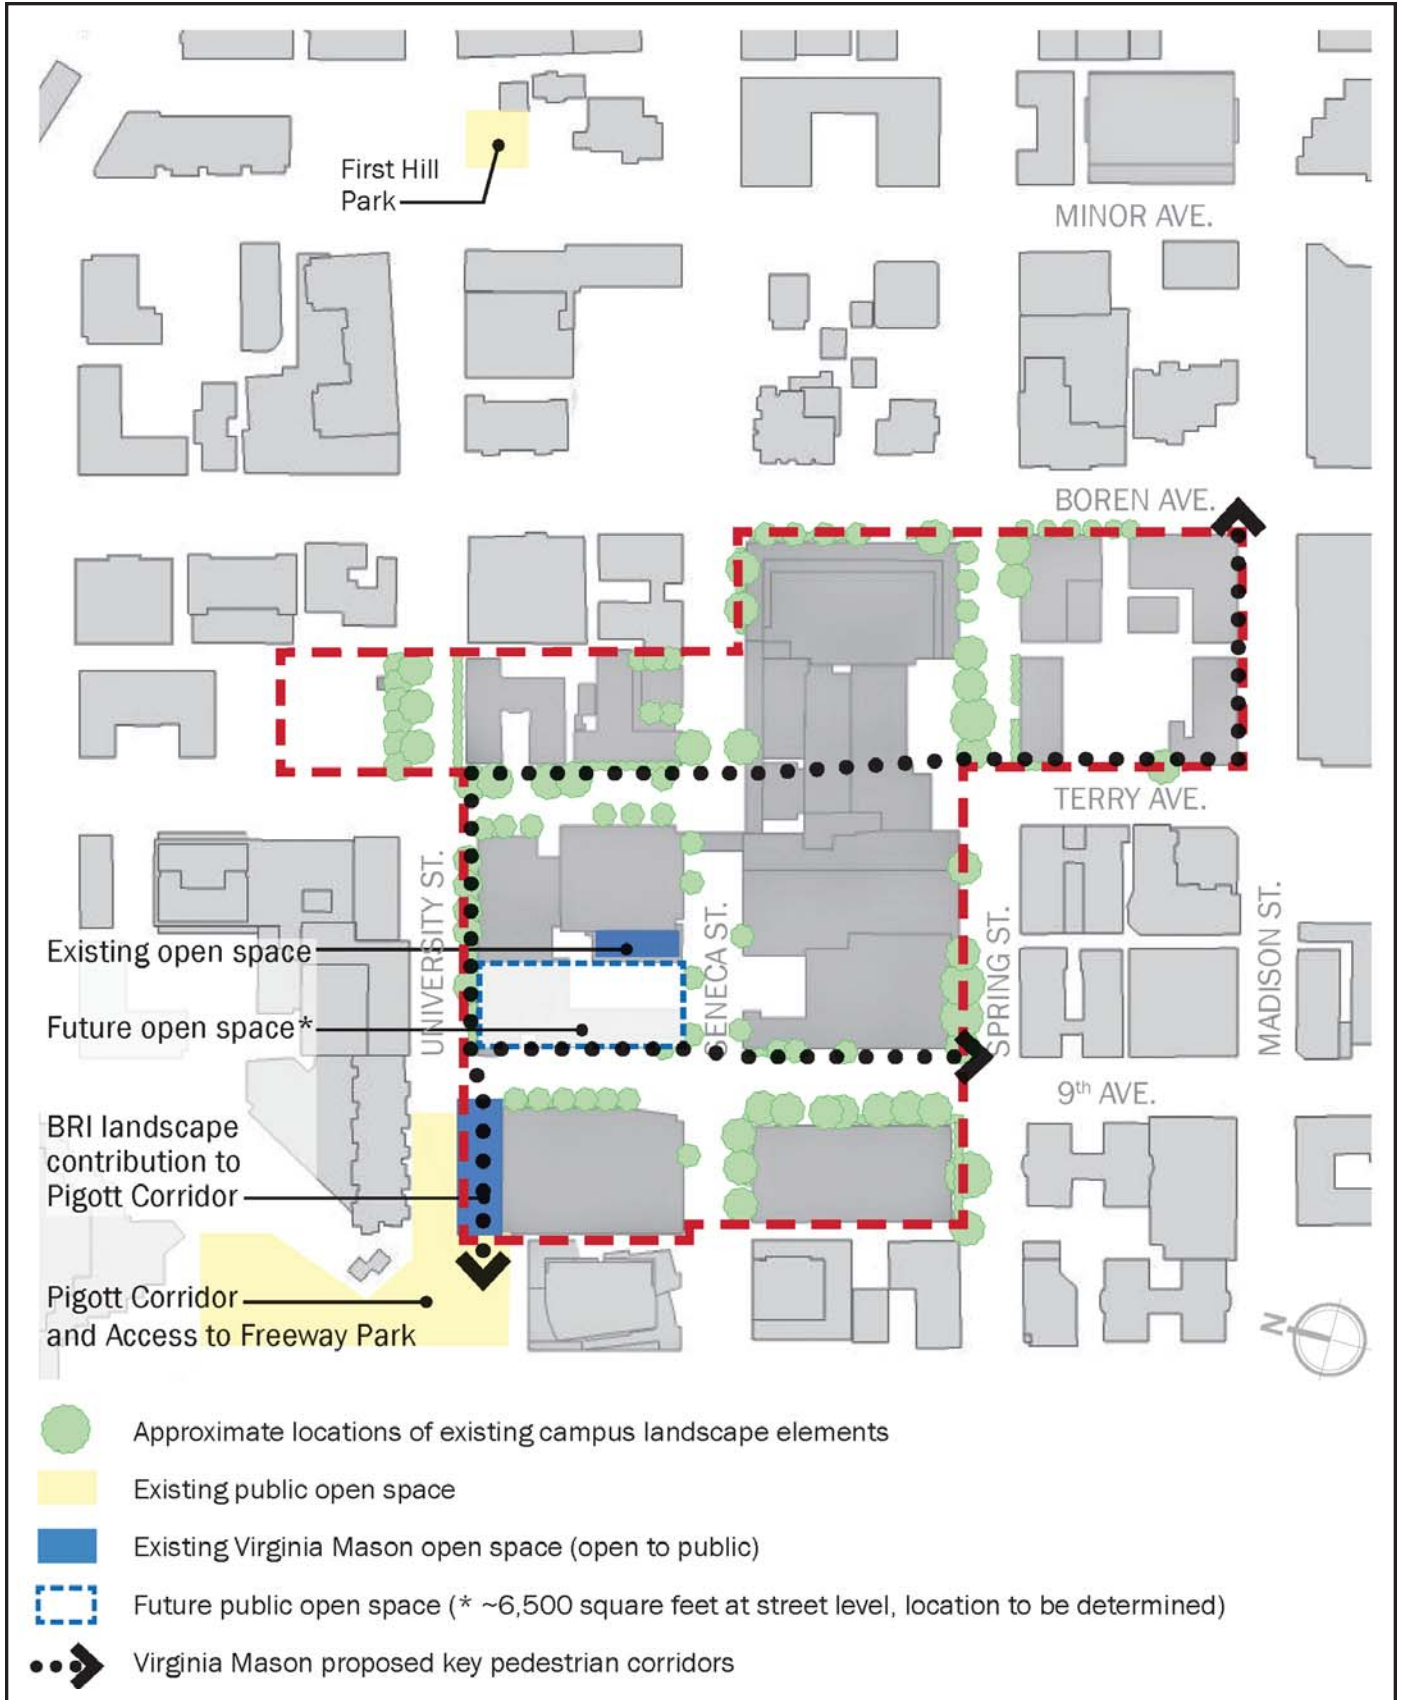 First Hill
Park
MINOR AVE.
BOREN AVE.
TERRY AVE.
UNIVERSITY ST.
SENECA ST.
SPRING ST.
MADISON ST.
Existing open space
Future open space*
9th AVE.
BRI landscape
contribution to
Pigott Corridor
Pigott Corridor
and Access to Freeway Park
N
Approximate locations of existing campus landscape elements
Existing public open space
Existing Virginia Mason open space (open to public)
Future public open space (* ~6,500 square feet at street level, location to be determined)
Virginia Mason proposed key pedestrian corridors